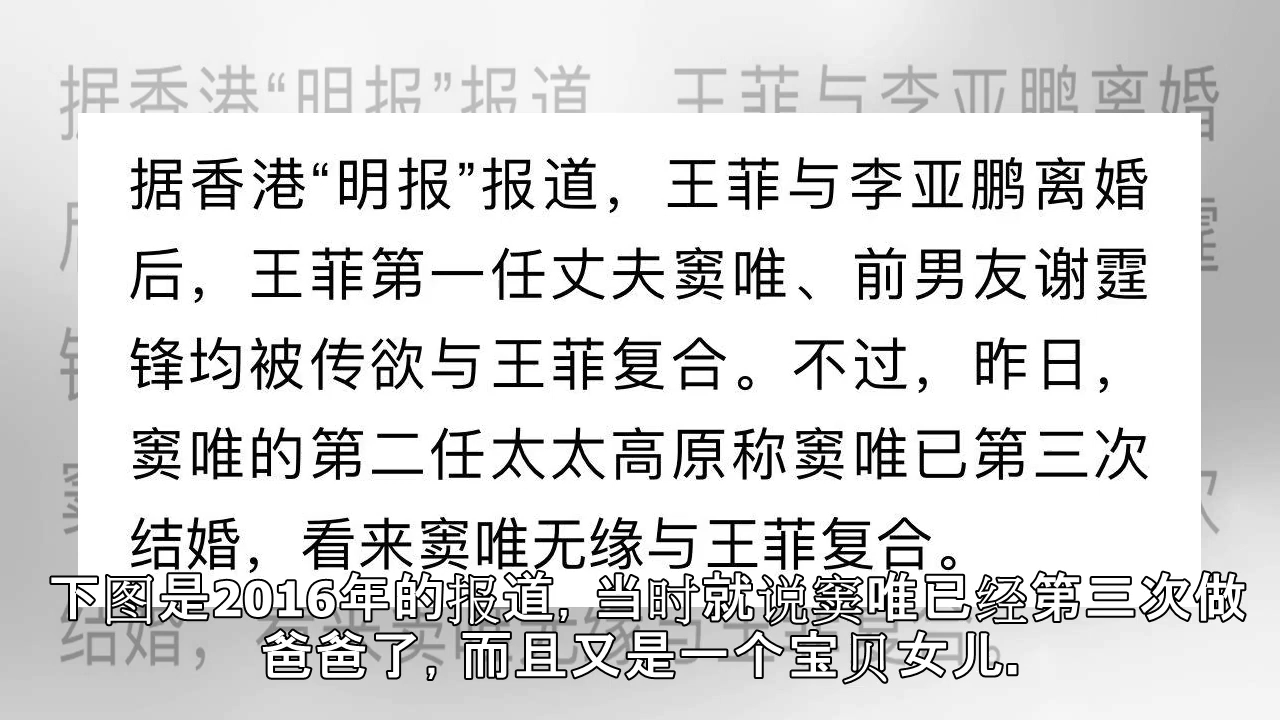 据香港“明报”报道，王菲与李亚鹏离婚
后，王菲第一任丈夫窦唯、前男友谢霆
锋均被传欲与王菲复合。不过，昨日，
窦唯的第二任太太高原称窦唯已第三次
结婚，看来窦唯无缘与王菲复合。
下图是2016年的报道, 当时就说窦唯已经第三次做
爸爸了, 而且又是一个宝贝女儿.